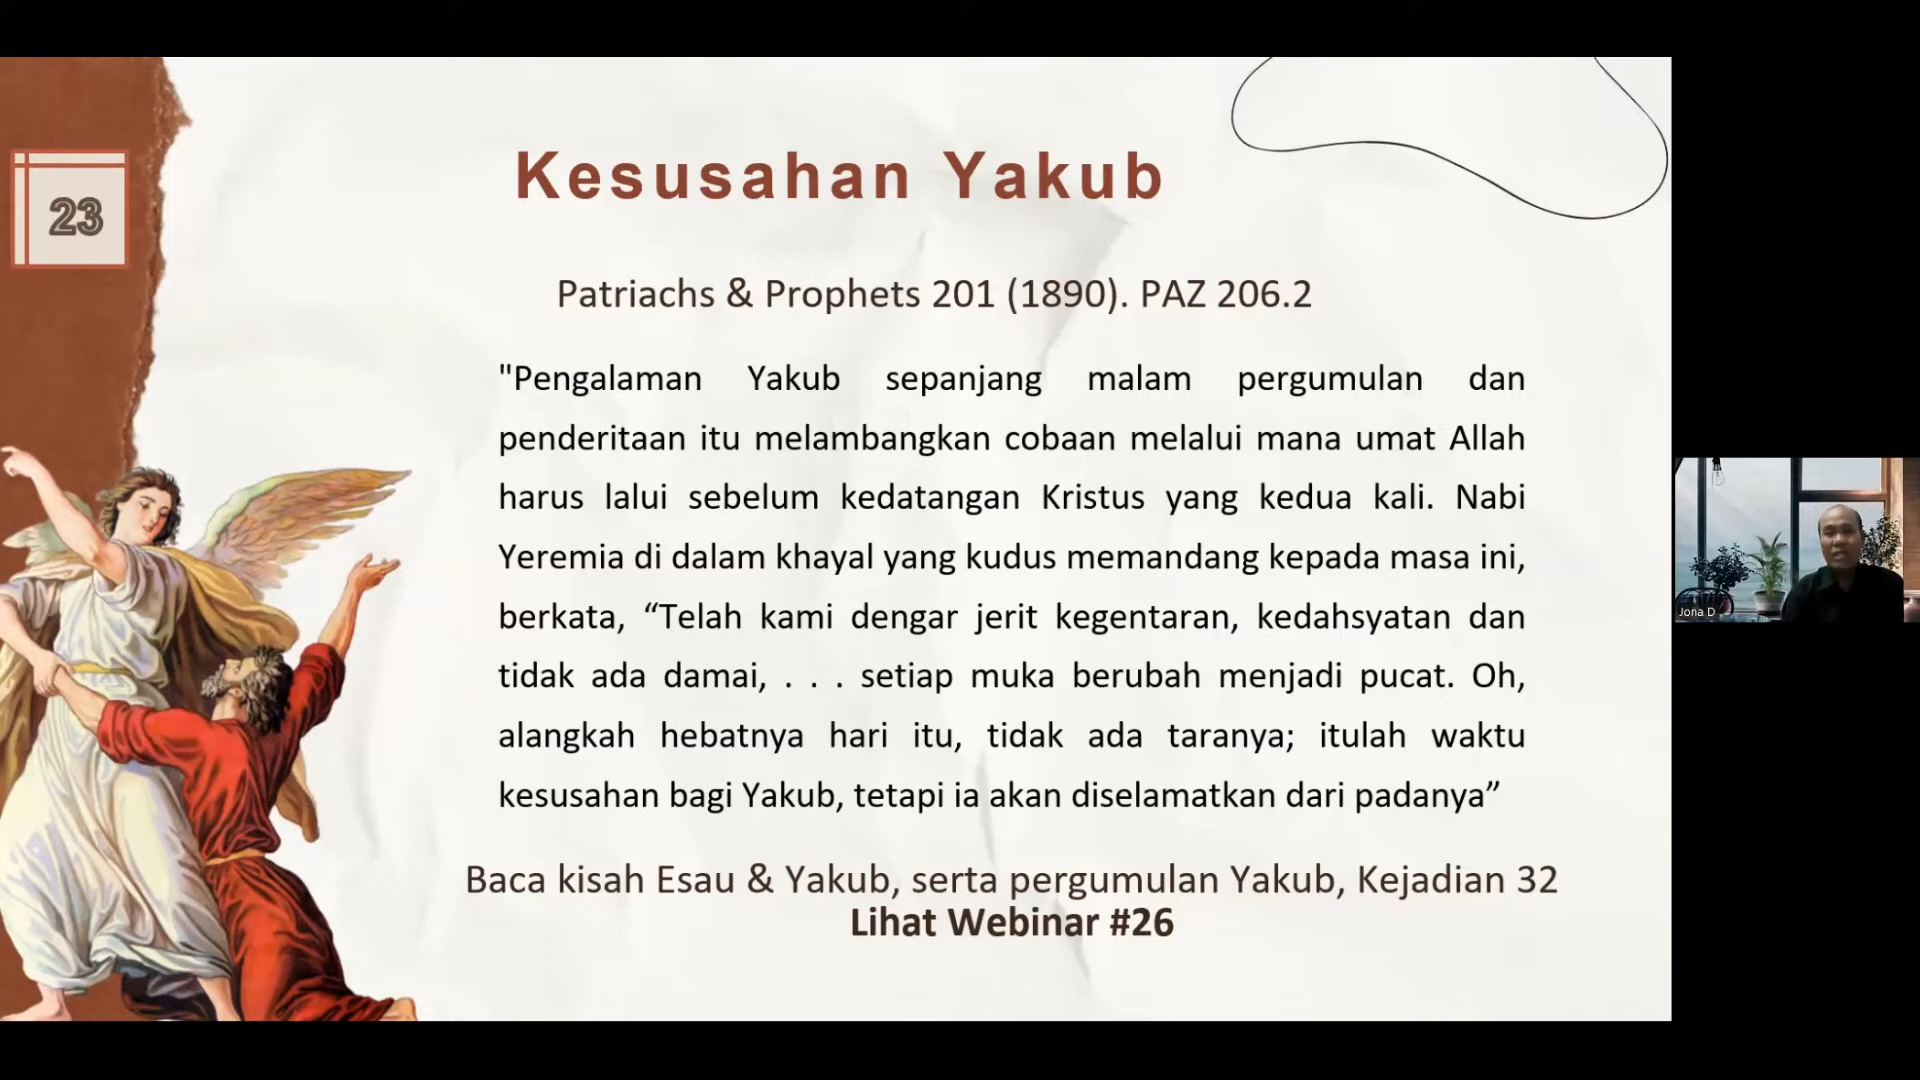 23
Kesusahan Yakub
Patriachs & Prophets 201 (1890). PAZ 206.2
"Pengalaman Yakub sepanjang malam pergumulan dan
penderitaan itu melambangkan cobaan melalui mana umat Allah
harus lalui sebelum kedatangan Kristus yang kedua kali. Nabi
Yeremia di dalam khayal yang kudus memandang kepada masa ini,
berkata, “Telah kami dengar jerit kegentaran, kedahsyatan dan
tidak ada damai, . . . setiap muka berubah menjadi pucat. Oh,
alangkah hebatnya hari itu, tidak ada taranya; itulah waktu
kesusahan bagi Yakub, tetapi ia akan diselamatkan dari padanya”
Baca kisah Esau & Yakub, serta pergumulan Yakub, Kejadian 32
Lihat Webinar #26
Jona D